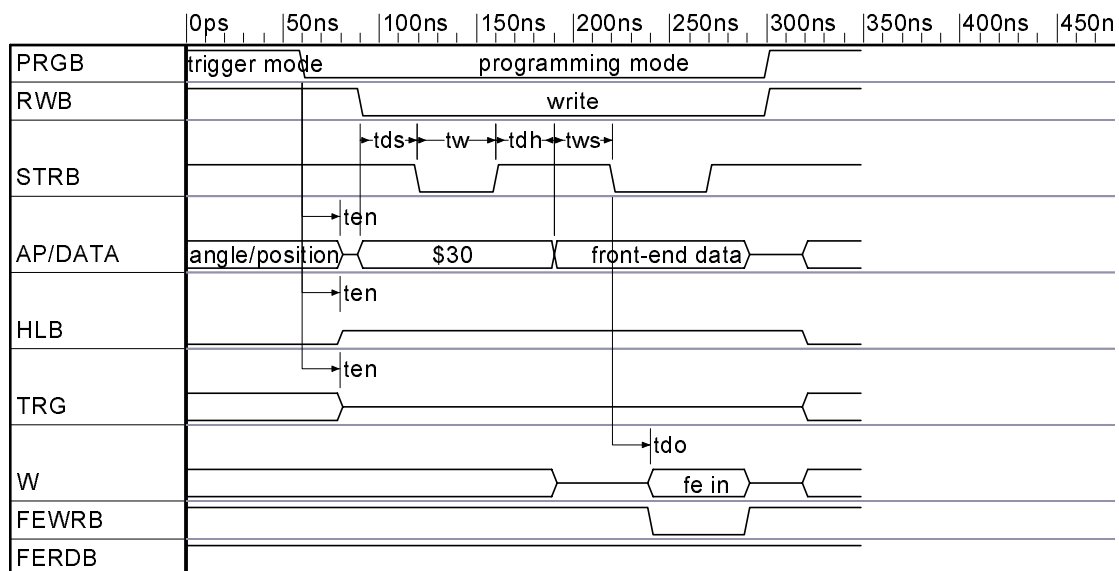 0ps 50ns 100ns 150ns 200ns 250ns 300ns 350ns 400ns 450n
PRGB trigger mode programming mode
RWB write
tds tw tdh tws
STRB
ten
AP/DATA angle/position $30 front-end data
ten
HLB
ten
TRG
tdo
W fe in
FEWRB
FERDB